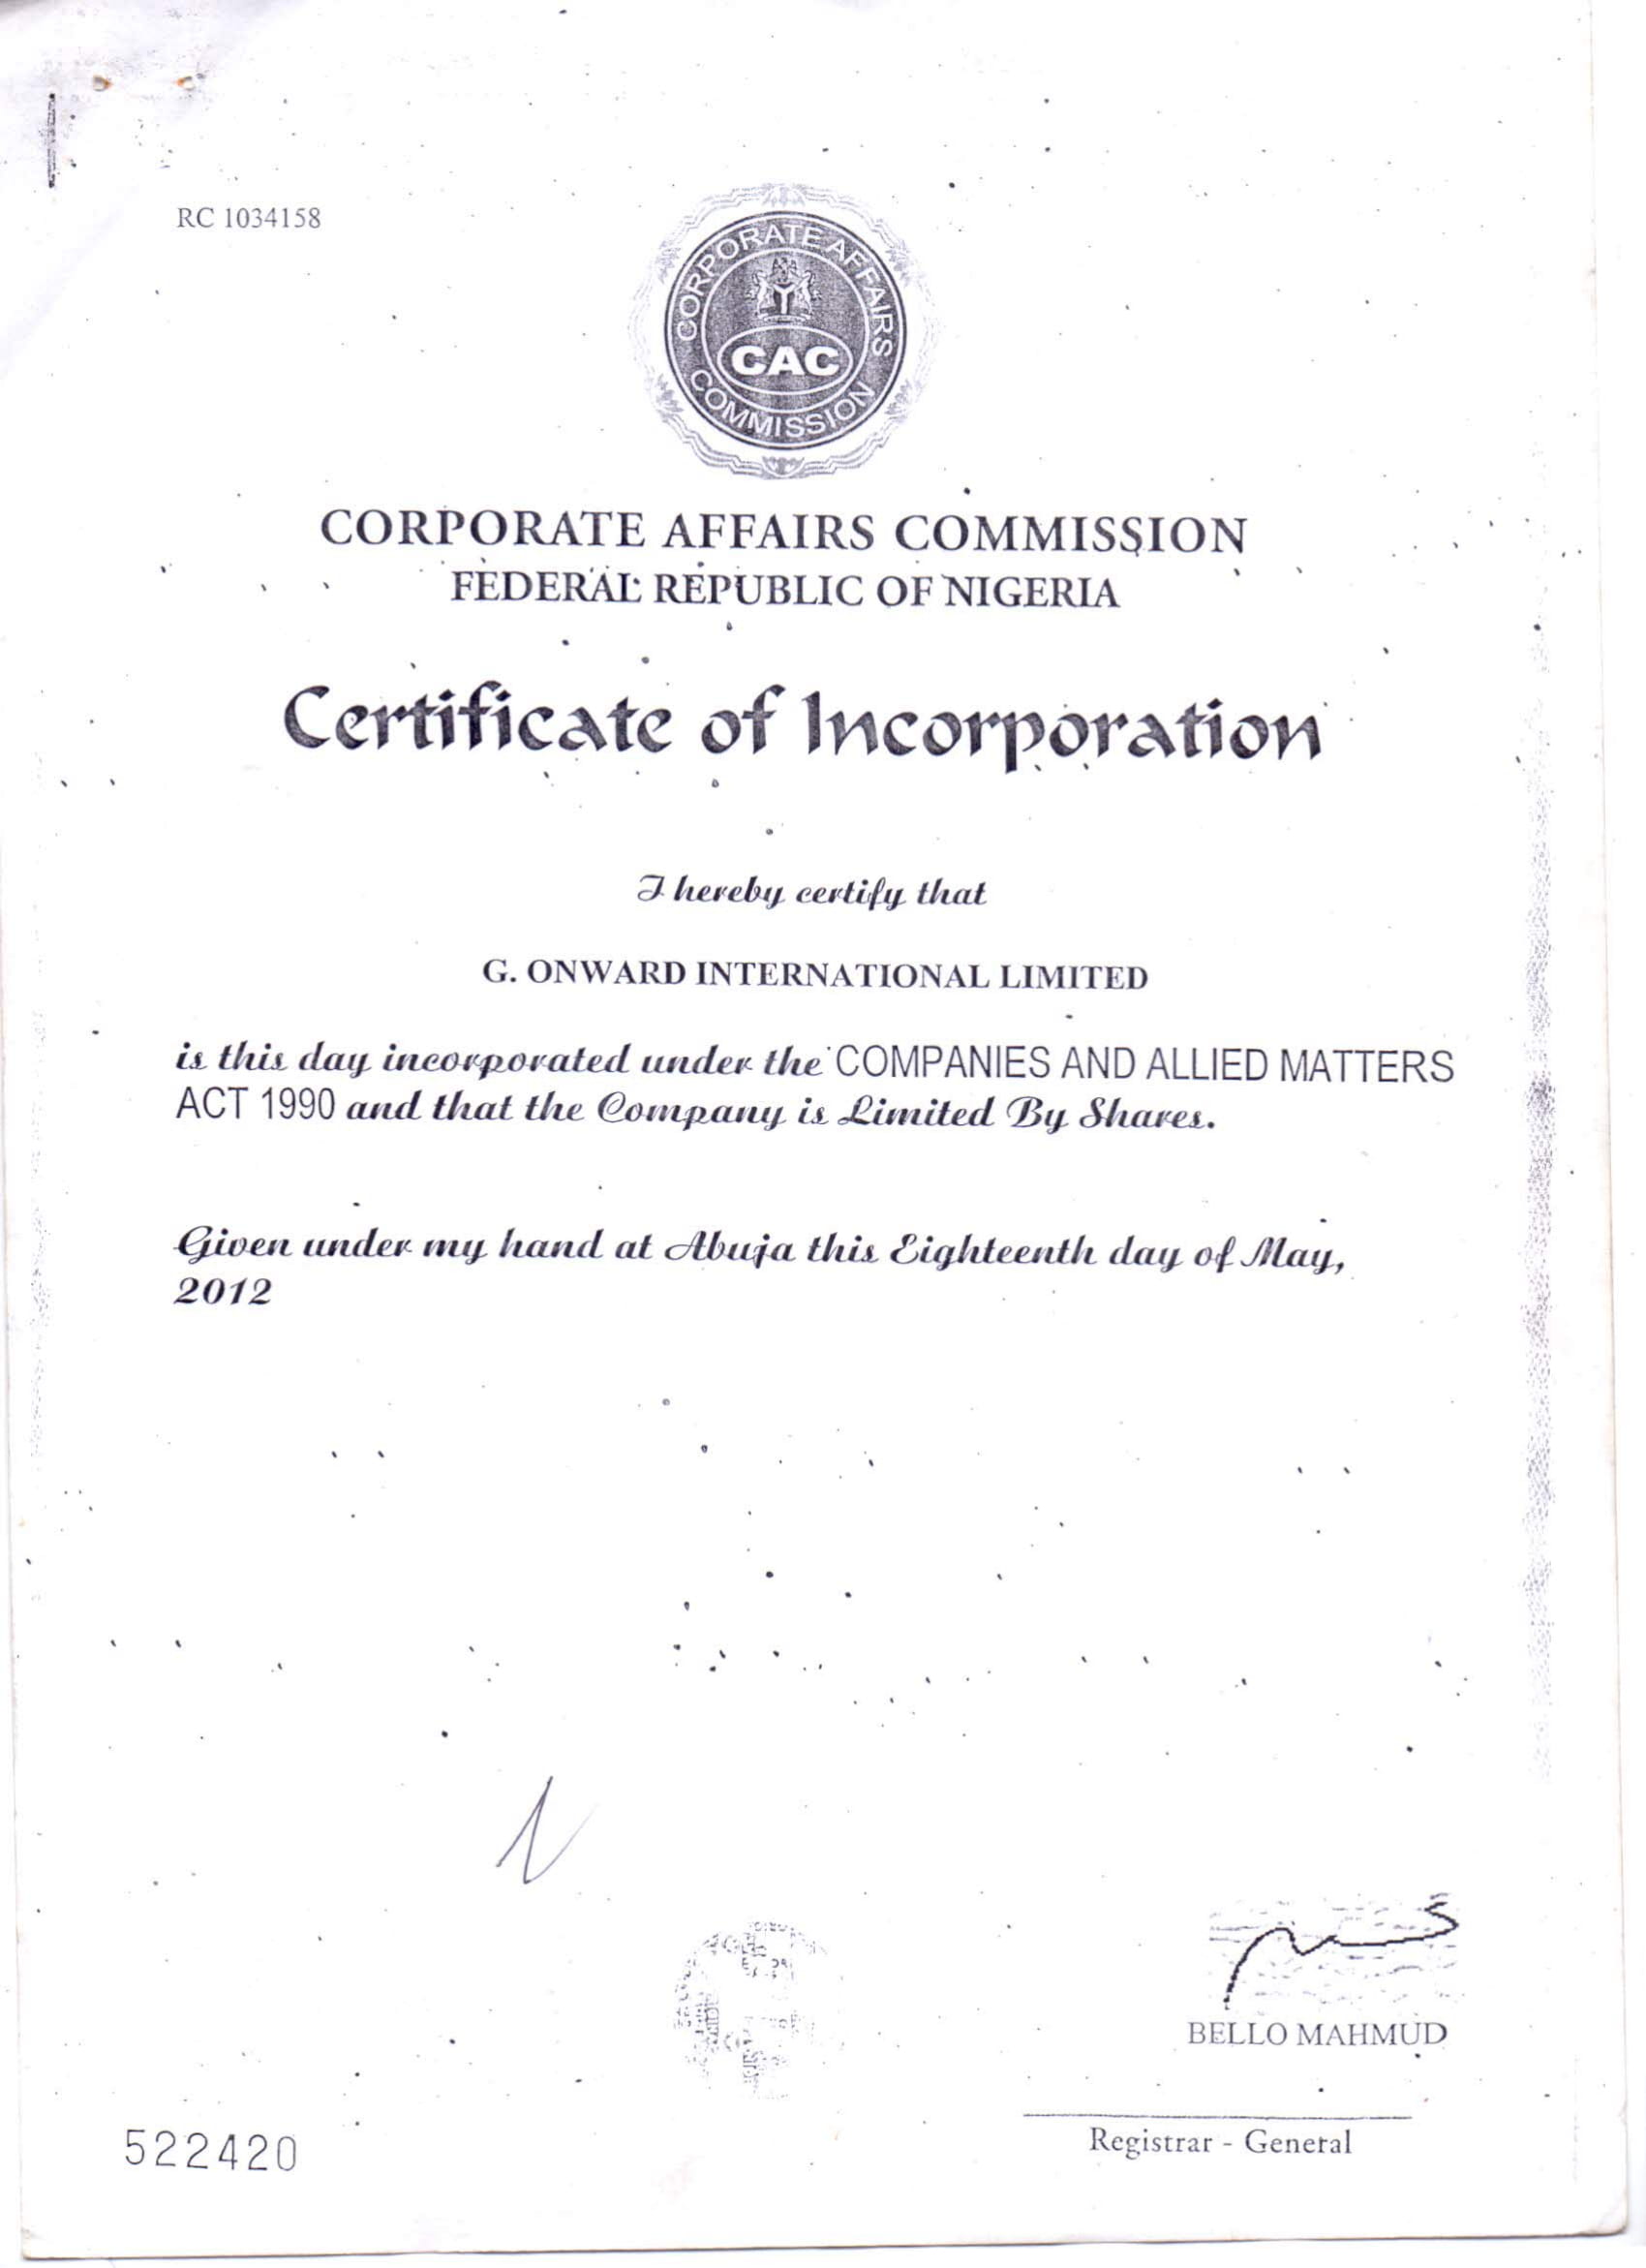 RC 1034158
CORPORATE AFFAIRS COMMISSION
CAC
CORPORATE AFFAIRS COMMISSION
FEDERAL REPUBLIC OF NIGERIA
Certificate of Incorporation
I hereby certify that
G. ONWARD INTERNATIONAL LIMITED
is this day incorporated under the COMPANIES AND ALLIED MATTERS
ACT 1990 and that the Company is Limited By Shares.
Given under my hand at Abuja this Eighteenth day of May,
2012
BELLO MAHMUD
Registrar - General
522420